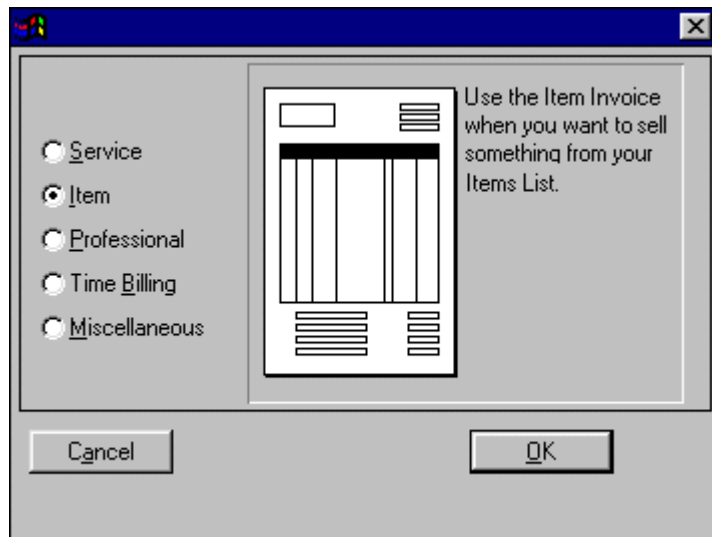 Service
Item
Professional
Time Billing
Miscellaneous
Use the Item Invoice
when you want to sell
something from your
Items List.
Cancel
OK